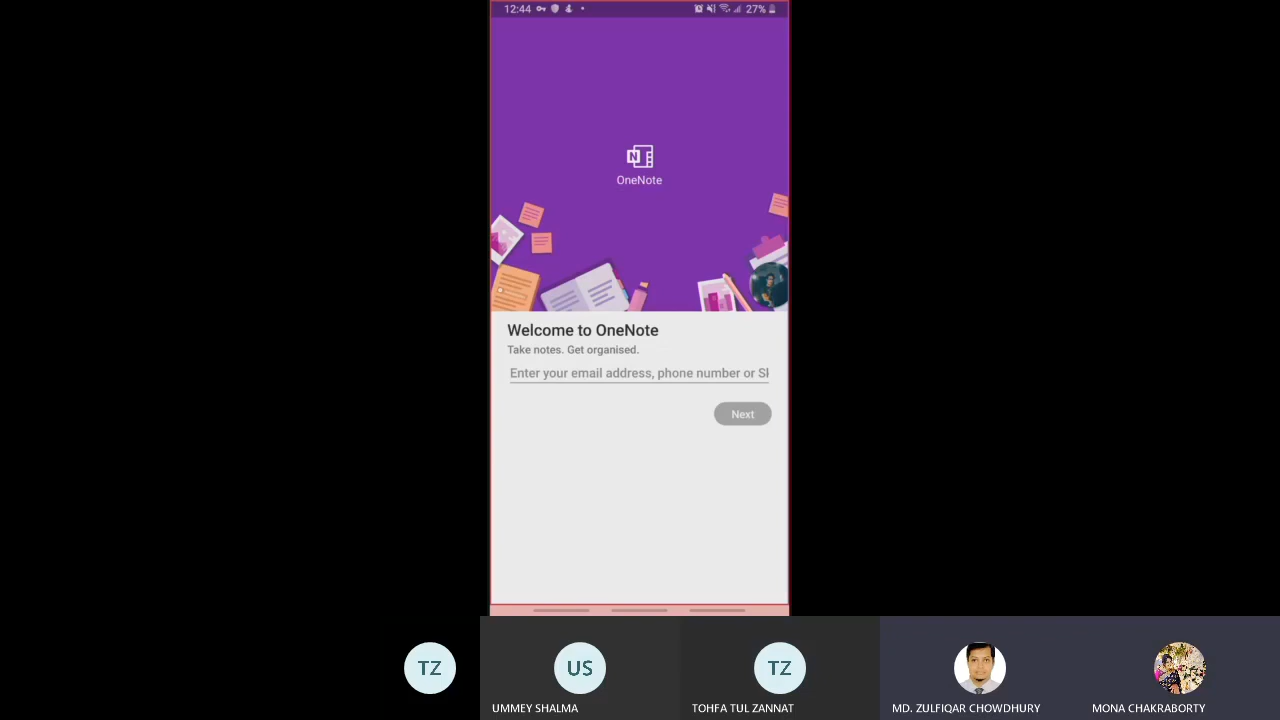 12:44
27%
N
OneNote
Welcome to OneNote
Take notes. Get organised.
Enter your email address, phone number or Sk
Next
TZ
US
TZ
UMMEY SHALMA
TOHFA TUL ZANNAT
MD. ZULFIQAR CHOWDHURY
MONA CHAKRABORTY